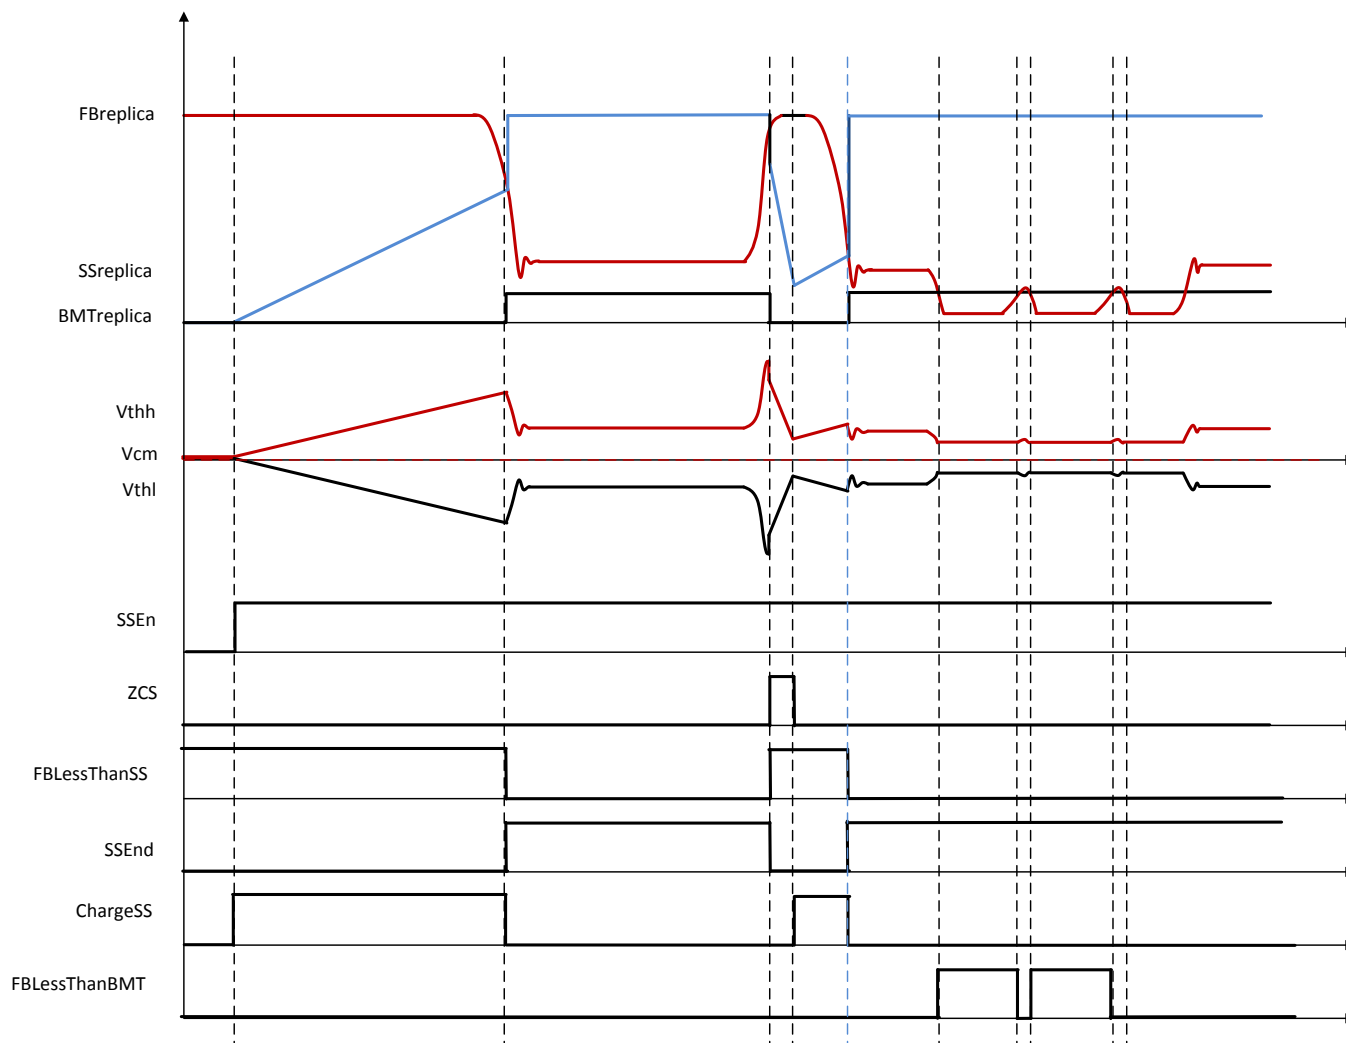 FBreplica
SSreplica
BMTreplica
Vthh
Vcm
Vthl
SSEn
ZCS
FBLessThanSS
SSEnd
ChargeSS
FBLessThanBMT